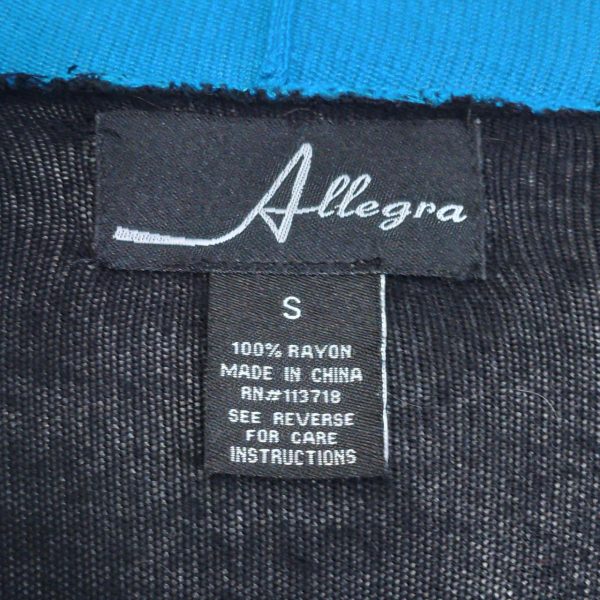 Allegra
S
100% RAYON
MADE IN CHINA
RN#113718
SEE REVERSE
FOR CARE
INSTRUCTIONS